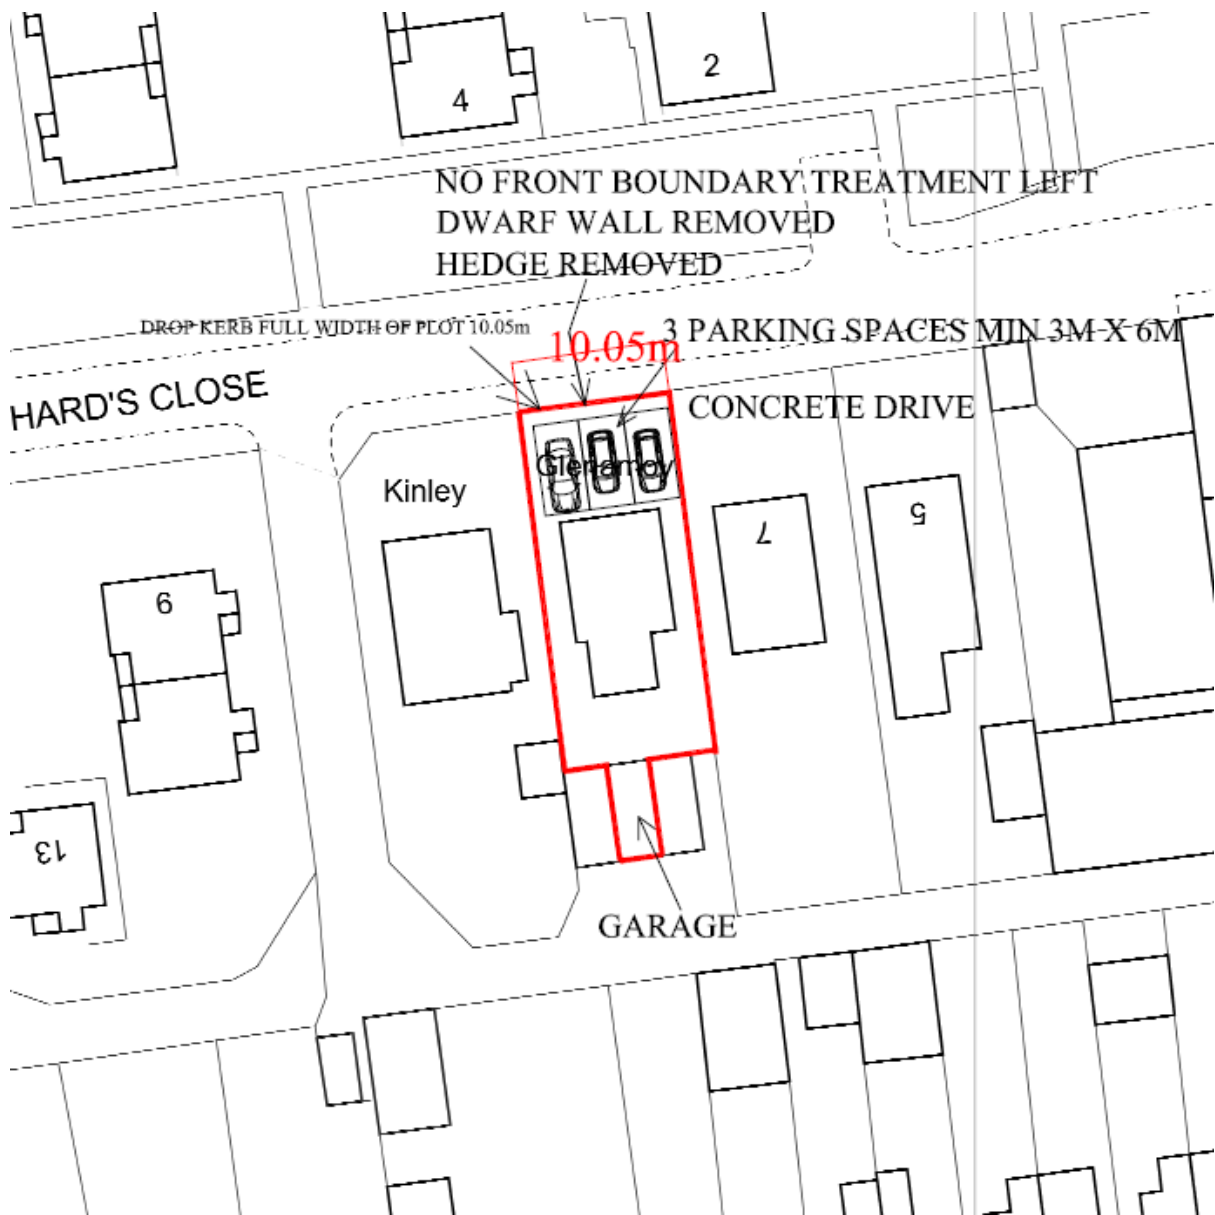 2
4
NO FRONT BOUNDARY TREATMENT LEFT
DWARF WALL REMOVED
HEDGE REMOVED
DROP KERB FULL WIDTH OF PLOT 10.05m
10.05m
3 PARKING SPACES MIN 3M X 6M
HARD'S CLOSE
CONCRETE DRIVE
Glenamoy
Kinley
5
7
6
13
GARAGE